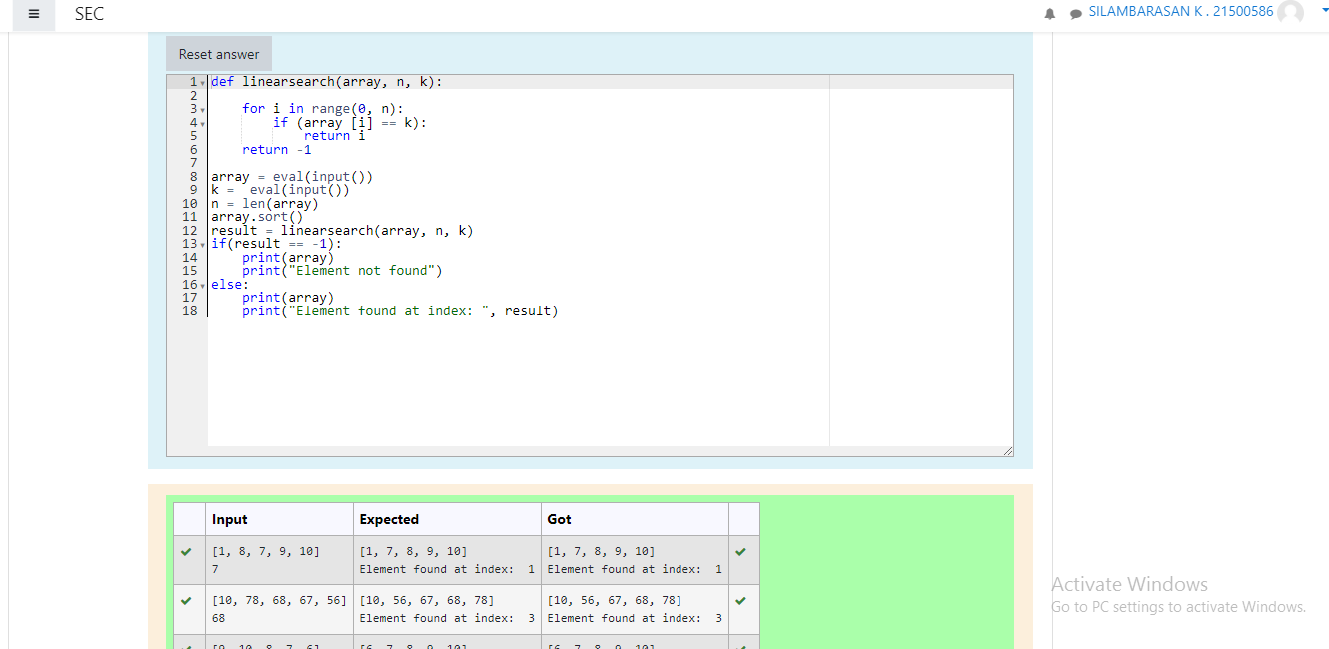 ≡ SEC SILAMBARASAN K . 21500586
Reset answer
1 def linearsearch(array, n, k):
2
3     for i in range(0, n):
4         if (array [i] == k):
5             return i
6     return -1
7
8 array = eval(input())
9 k =  eval(input())
10 n = len(array)
11 array.sort()
12 result = linearsearch(array, n, k)
13 if(result == -1):
14     print(array)
15     print("Element not found")
16 else:
17     print(array)
18     print("Element found at index: ", result)
Input Expected Got
[1, 8, 7, 9, 10] [1, 7, 8, 9, 10] [1, 7, 8, 9, 10]
7 Element found at index:  1 Element found at index:  1
[10, 78, 68, 67, 56] [10, 56, 67, 68, 78] [10, 56, 67, 68, 78]
68 Element found at index:  3 Element found at index:  3
Activate Windows
Go to PC settings to activate Windows.